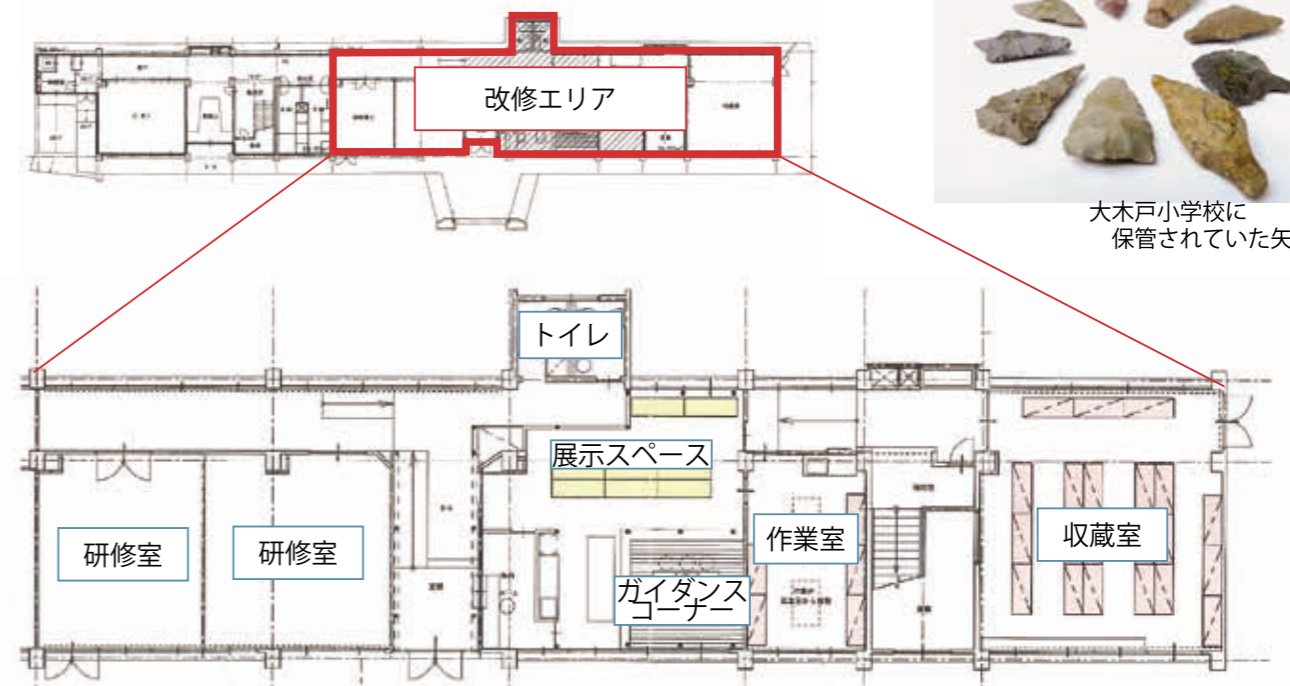 改修エリア
大木戸小学校に
保管されていた矢
トイレ
展示スペース
研修室
研修室
作業室
収蔵室
ガイダンス
コーナー
玄関